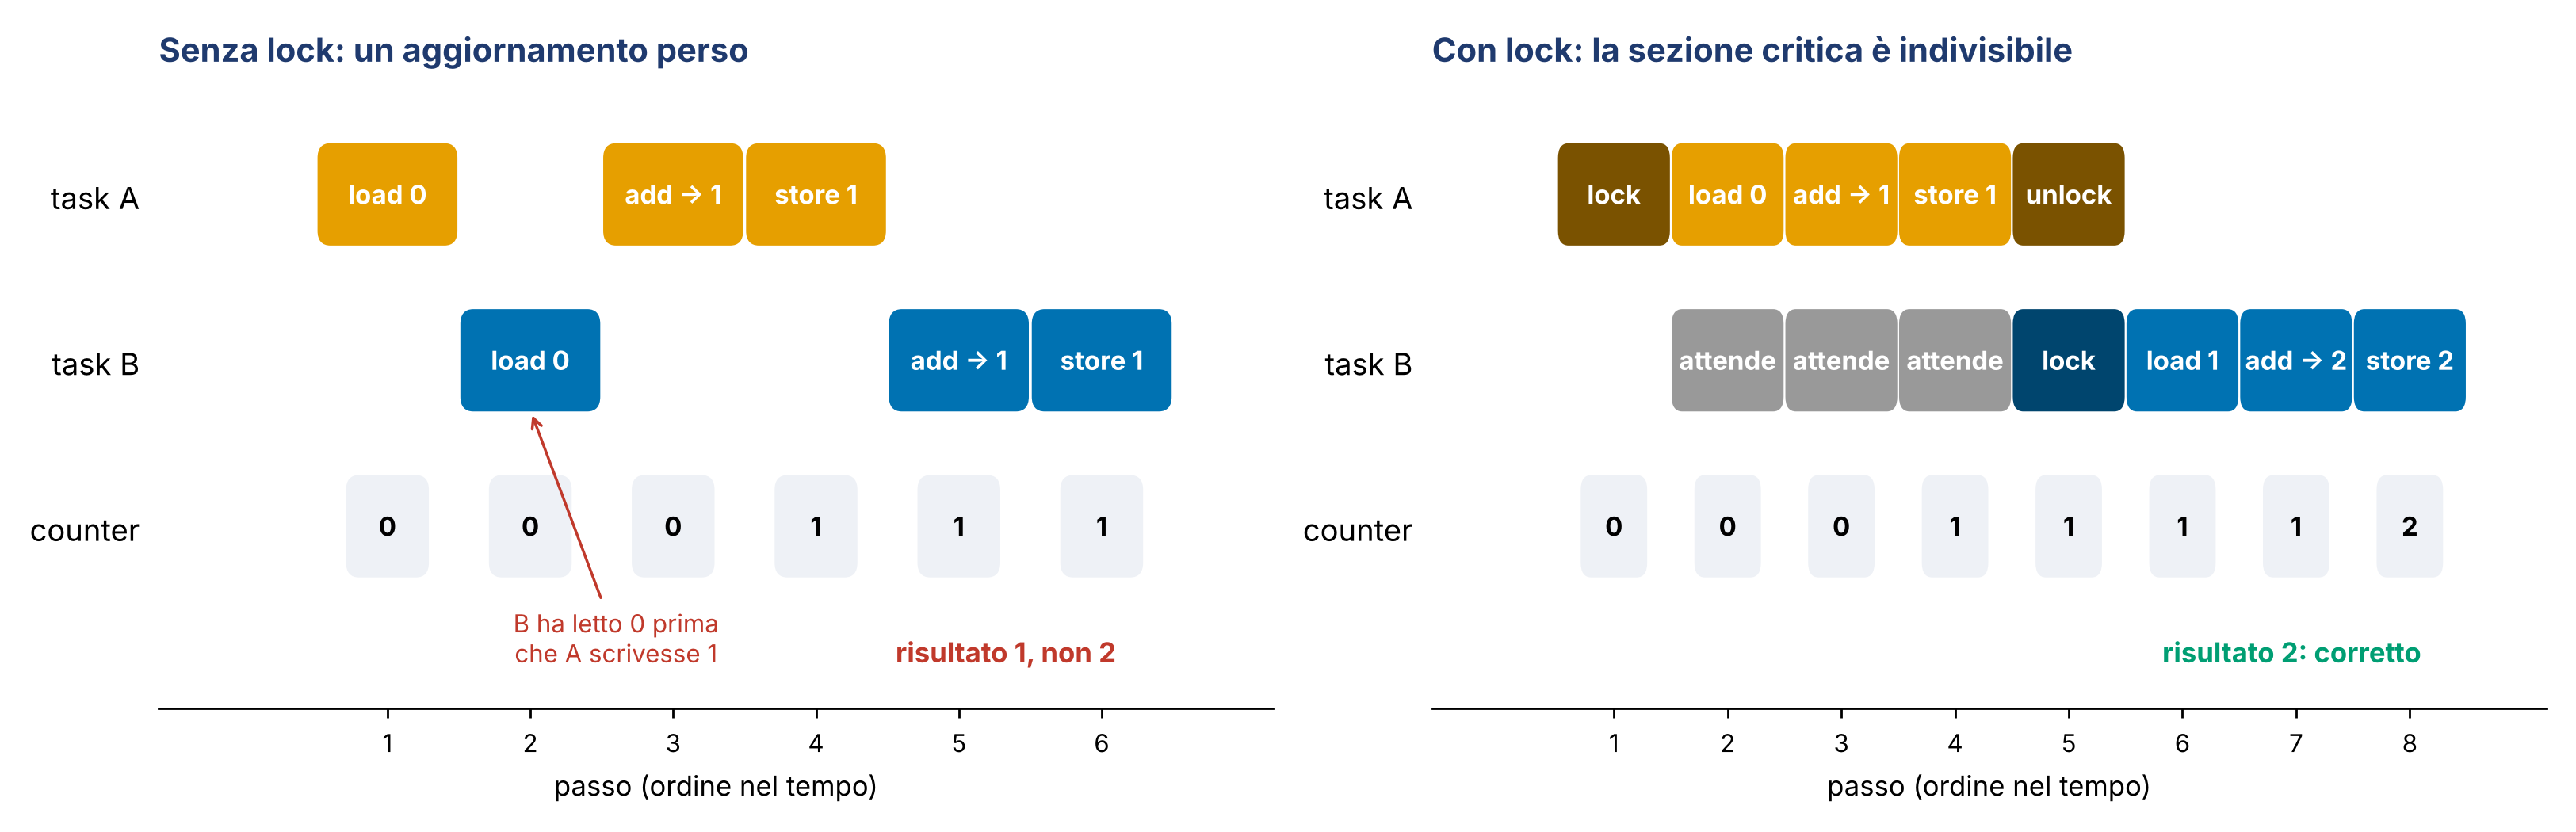 Senza lock: un aggiornamento perso
task A
load 0
add → 1
store 1
task B
load 0
add → 1
store 1
counter
0
0
0
1
1
1
B ha letto 0 prima
che A scrivesse 1
risultato 1, non 2
1
2
3
4
5
6
passo (ordine nel tempo)
Con lock: la sezione critica è indivisibile
task A
lock
load 0
add → 1
store 1
unlock
task B
attende
attende
attende
lock
load 1
add → 2
store 2
counter
0
0
0
1
1
1
1
2
risultato 2: corretto
1
2
3
4
5
6
7
8
passo (ordine nel tempo)